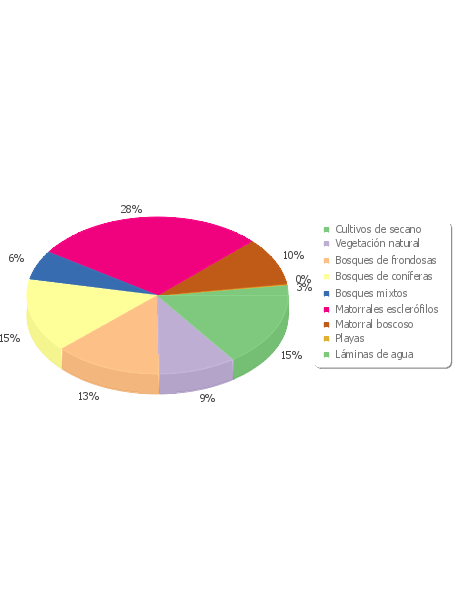 28%
10%
6%
0%
3%
15%
15%
13%
9%
Cultivos de secano
Vegetación natural
Bosques de frondosas
Bosques de coníferas
Bosques mixtos
Matorrales esclerófilos
Matorral boscoso
Playas
Láminas de agua